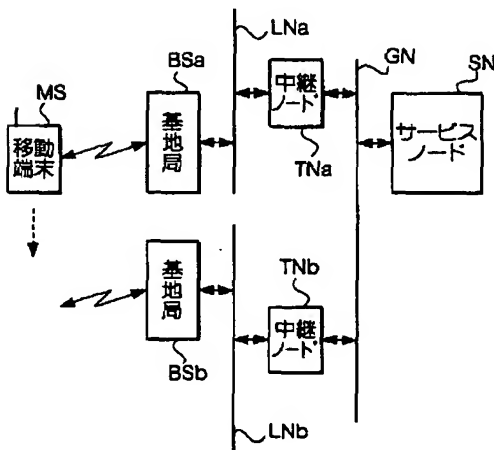 LNa
GN
BSa
SN
MS
中継
ノード
基地局
移動
端末
サービス
ノード
TNa
TNb
基地局
中継
ノード
BSb
LNb